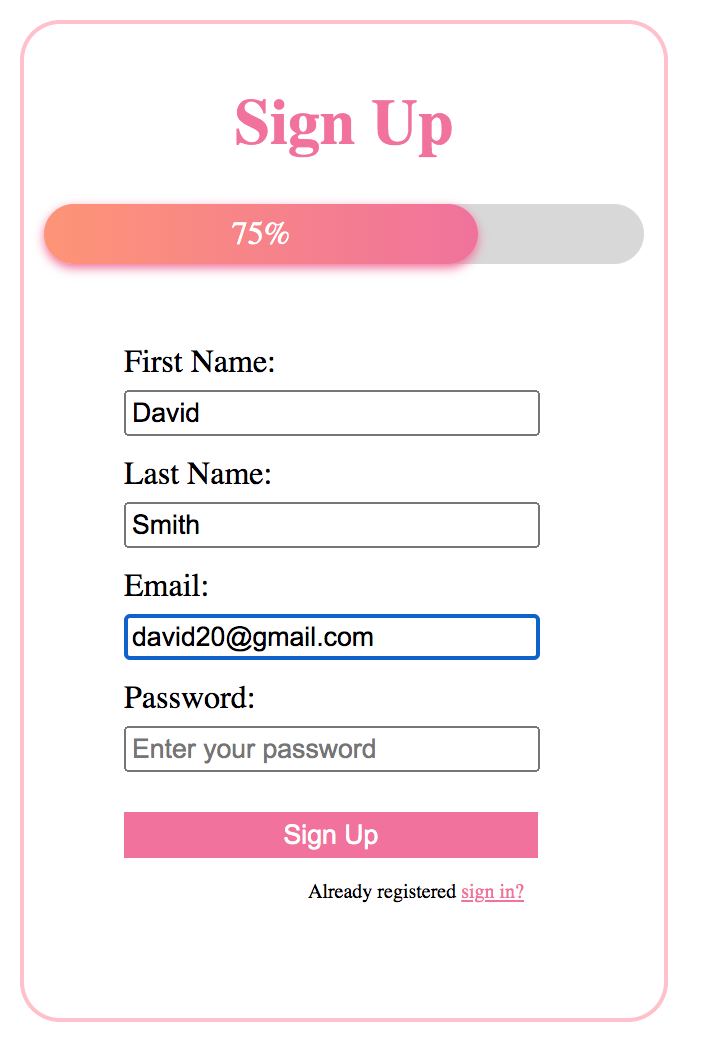 Sign Up
75%
First Name:
David
Last Name:
Smith
Email:
david20@gmail.com
Password:
Enter your password
Sign Up
Already registered sign in?